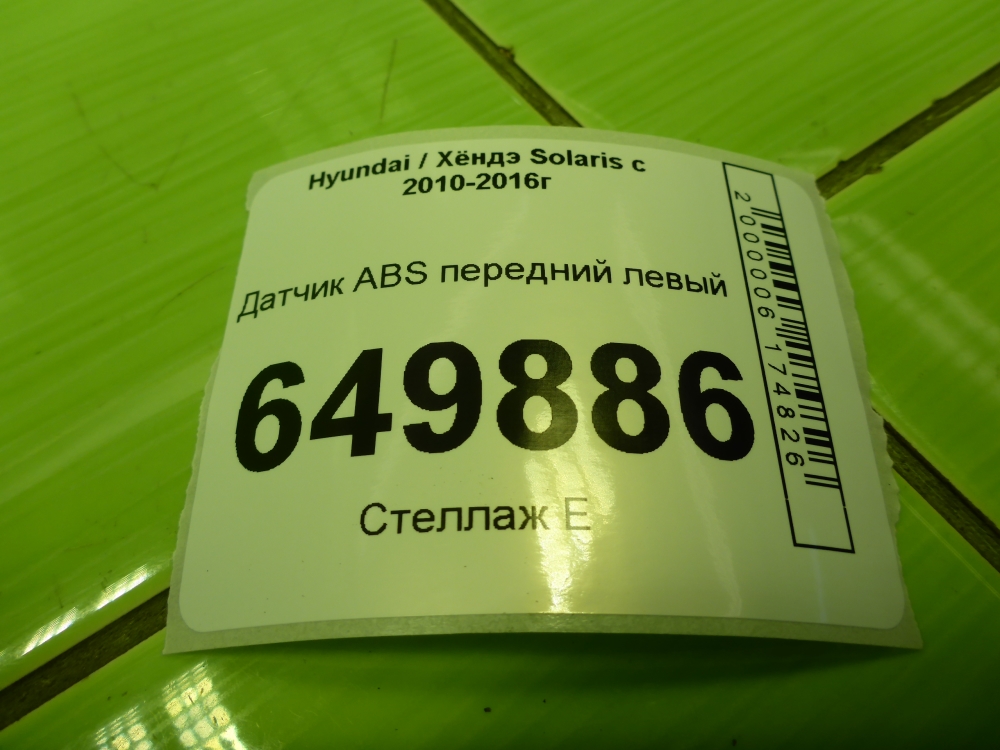 Hyundai / Хёндэ Solaris с
2010-2016г
Датчик ABS передний левый
649886
Стеллаж Е
2000006174826